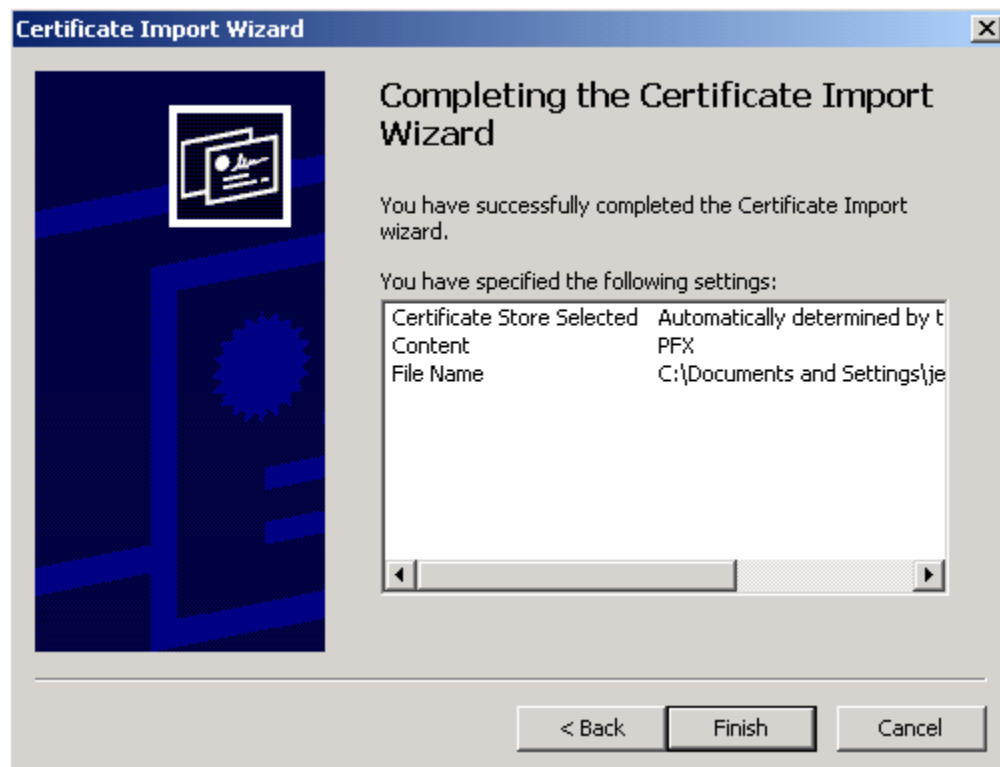 Certificate Import Wizard
Completing the Certificate Import
Wizard
You have successfully completed the Certificate Import
wizard.
You have specified the following settings:
Certificate Store Selected Automatically determined by t
Content PFX
File Name C:\Documents and Settings\je
< Back Finish Cancel